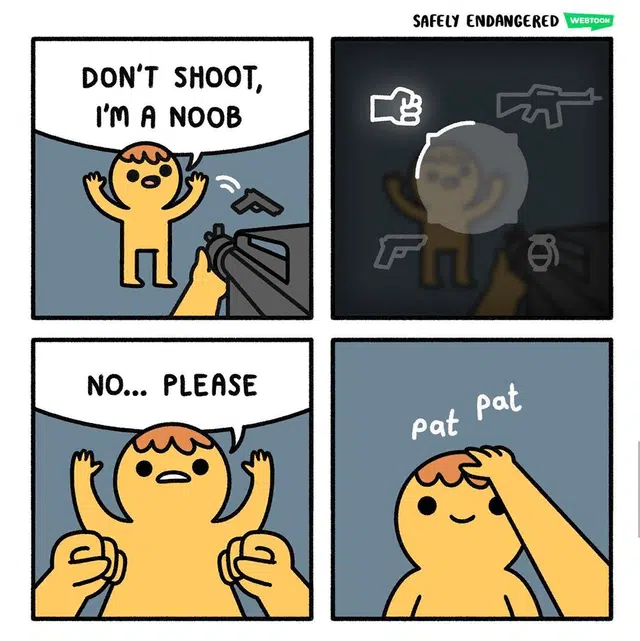 SAFELY ENDANGERED WEBTOON
DON'T SHOOT,
I'M A NOOB
NO... PLEASE
pat pat